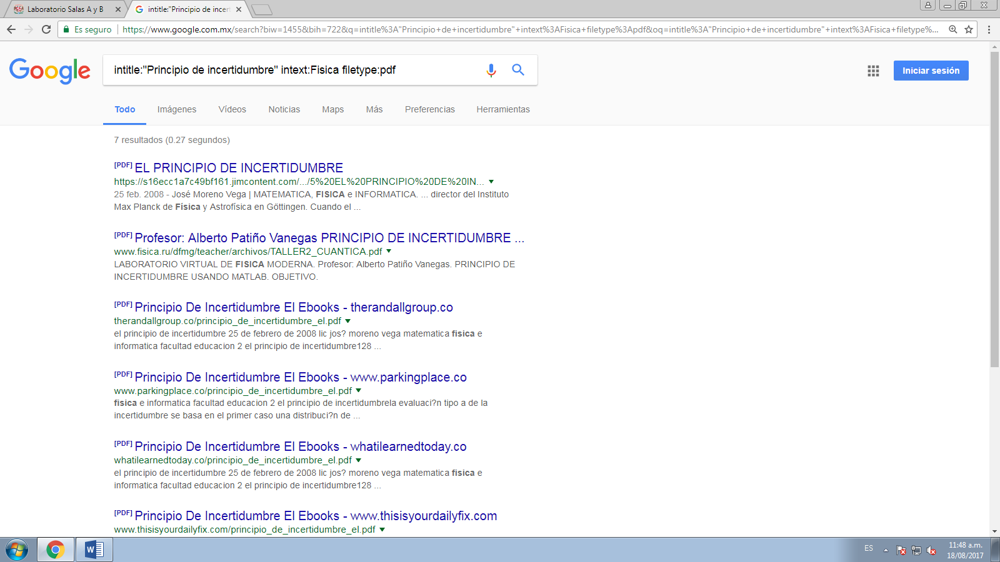 Laboratorio Salas A y B
intitle:"Principio de incert
Es seguro
https://www.google.com.mx/search?biw=1455&bih=722&q=intitle%3A"Principio+de+incertidumbre"+intext%3AFisica+filetype%3Apdf&oq=intitle%3A"Principio+de+incertidumbre"+intext%3AFisica+filetype%...
Google
intitle:"Principio de incertidumbre" intext:Fisica filetype:pdf
Iniciar sesión
Todo Imágenes Vídeos Noticias Maps Más Preferencias Herramientas
7 resultados (0.27 segundos)
[PDF] EL PRINCIPIO DE INCERTIDUMBRE
https://s16ecc1a7c49bf161.jimcontent.com/.../5%20EL%20PRINCIPIO%20DE%20IN...
25 feb. 2008 - José Moreno Vega | MATEMATICA, FISICA e INFORMATICA. ... director del Instituto
Max Planck de Física y Astrofísica en Göttingen. Cuando el ...
[PDF] Profesor: Alberto Patiño Vanegas PRINCIPIO DE INCERTIDUMBRE ...
www.fisica.ru/dfmg/teacher/archivos/TALLER2_CUANTICA.pdf
LABORATORIO VIRTUAL DE FISICA MODERNA. Profesor: Alberto Patiño Vanegas. PRINCIPIO DE
INCERTIDUMBRE USANDO MATLAB. OBJETIVO.
[PDF] Principio De Incertidumbre El Ebooks - therandallgroup.co
therandallgroup.co/principio_de_incertidumbre_el.pdf
el principio de incertidumbre 25 de febrero de 2008 lic jos? moreno vega matematica fisica e
informatica facultad educacion 2 el principio de incertidumbre128 ...
[PDF] Principio De Incertidumbre El Ebooks - www.parkingplace.co
www.parkingplace.co/principio_de_incertidumbre_el.pdf
fisica e informatica facultad educacion 2 el principio de incertidumbrela evaluaci?n tipo a de la
incertidumbre se basa en el primer caso una distribuci?n de ...
[PDF] Principio De Incertidumbre El Ebooks - whatilearnedtoday.co
whatilearnedtoday.co/principio_de_incertidumbre_el.pdf
el principio de incertidumbre 25 de febrero de 2008 lic jos? moreno vega matematica fisica e
informatica facultad educacion 2 el principio de incertidumbre128 ...
[PDF] Principio De Incertidumbre El Ebooks - www.thisisyourdailyfix.com
www.thisisyourdailyfix.com/principio_de_incertidumbre_el.pdf
ES
11:48 a.m.
18/08/2017